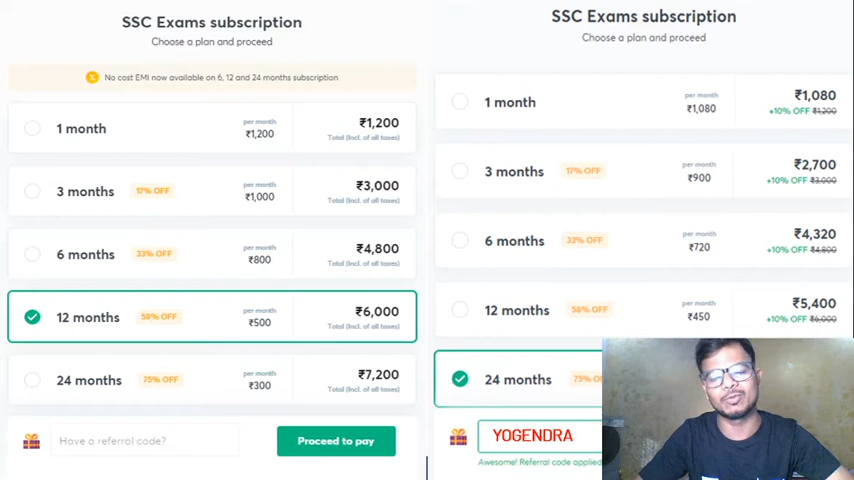 SSC Exams subscription
Choose a plan and proceed
No cost EMI now available on 6, 12 and 24 months subscription
1 month
per month
₹1,200
₹1,200
Total (Incl. of all taxes)
3 months
17% OFF
per month
₹1,000
₹3,000
Total (Incl. of all taxes)
6 months
33% OFF
per month
₹800
₹4,800
Total (Incl. of all taxes)
12 months
58% OFF
per month
₹500
₹6,000
Total (Incl. of all taxes)
24 months
75% OFF
per month
₹300
₹7,200
Total (Incl. of all taxes)
Have a referral code?
Proceed to pay
SSC Exams subscription
Choose a plan and proceed
1 month
per month
₹1,080
₹1,080
+10% OFF ₹1,200
3 months
17% OFF
per month
₹900
₹2,700
+10% OFF ₹3,000
6 months
33% OFF
per month
₹720
₹4,320
+10% OFF ₹4,800
12 months
58% OFF
per month
₹450
₹5,400
+10% OFF ₹6,000
24 months
75%
YOGENDRA
Awesome! Referral code applied